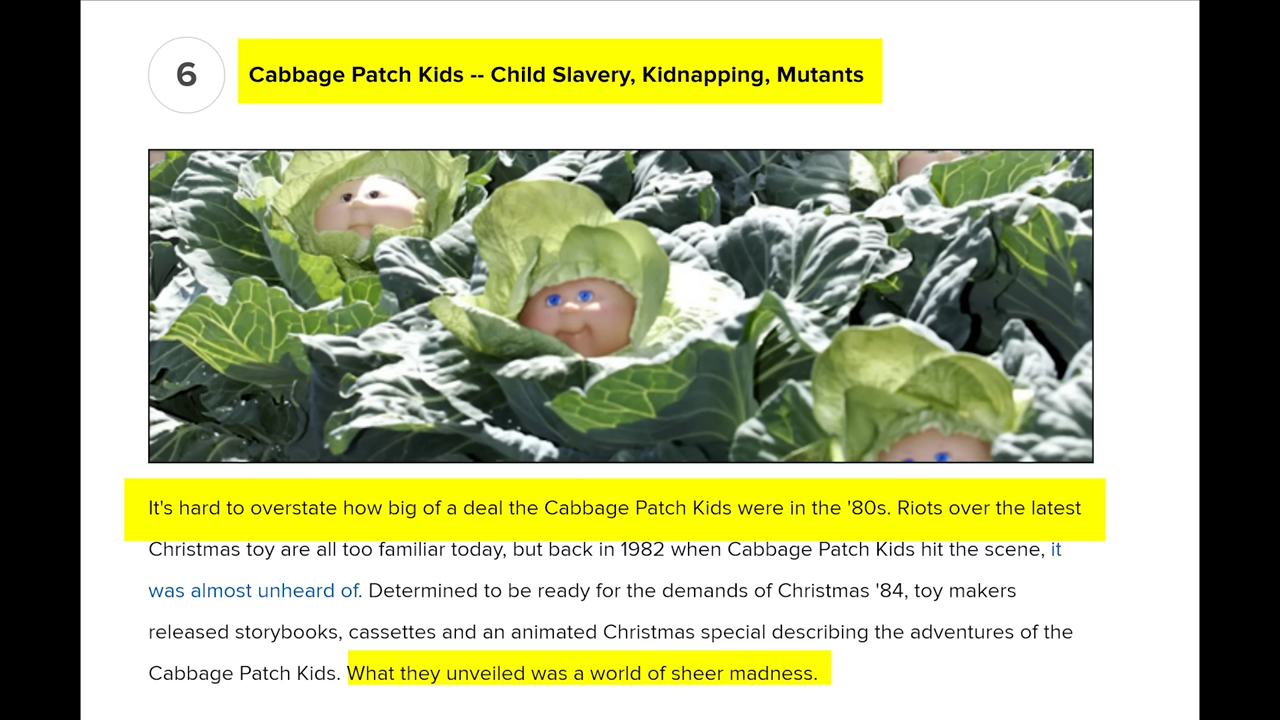 6
Cabbage Patch Kids -- Child Slavery, Kidnapping, Mutants
It's hard to overstate how big of a deal the Cabbage Patch Kids were in the '80s. Riots over the latest
Christmas toy are all too familiar today, but back in 1982 when Cabbage Patch Kids hit the scene, it
was almost unheard of. Determined to be ready for the demands of Christmas '84, toy makers
released storybooks, cassettes and an animated Christmas special describing the adventures of the
Cabbage Patch Kids. What they unveiled was a world of sheer madness.